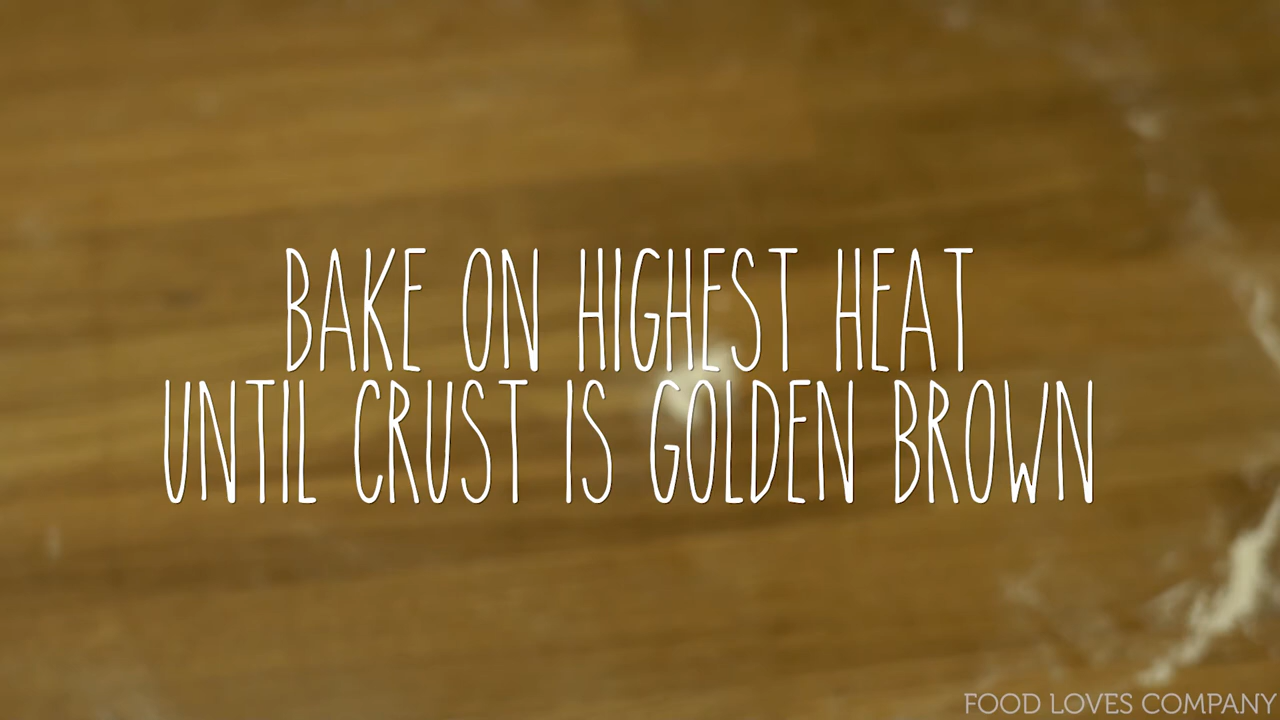 BAKE ON HIGHEST HEAT
UNTIL CRUST IS GOLDEN BROWN
FOOD LOVES COMPANY